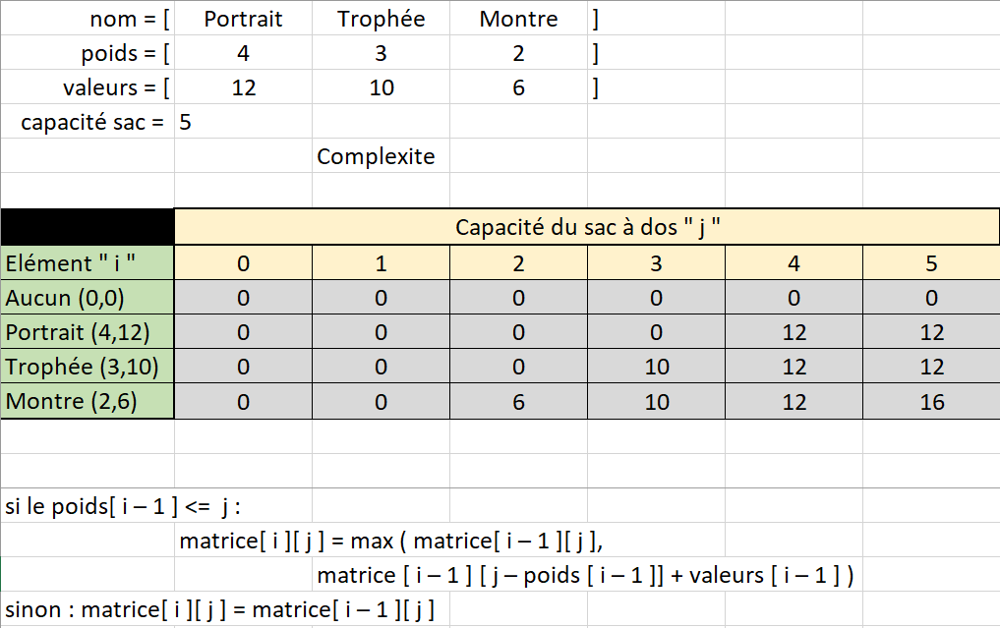 nom = [ Portrait Trophée Montre ]
poids = [ 4 3 2 ]
valeurs = [ 12 10 6 ]
capacité sac = 5
Complexite
Capacité du sac à dos " j "
Elément " i " 0 1 2 3 4 5
Aucun (0,0) 0 0 0 0 0 0
Portrait (4,12) 0 0 0 0 12 12
Trophée (3,10) 0 0 0 10 12 12
Montre (2,6) 0 0 6 10 12 16
si le poids[ i – 1 ] <= j :
matrice[ i ][ j ] = max ( matrice[ i – 1 ][ j ],
matrice [ i – 1 ] [ j – poids [ i – 1 ]] + valeurs [ i – 1 ] )
sinon : matrice[ i ][ j ] = matrice[ i – 1 ][ j ]